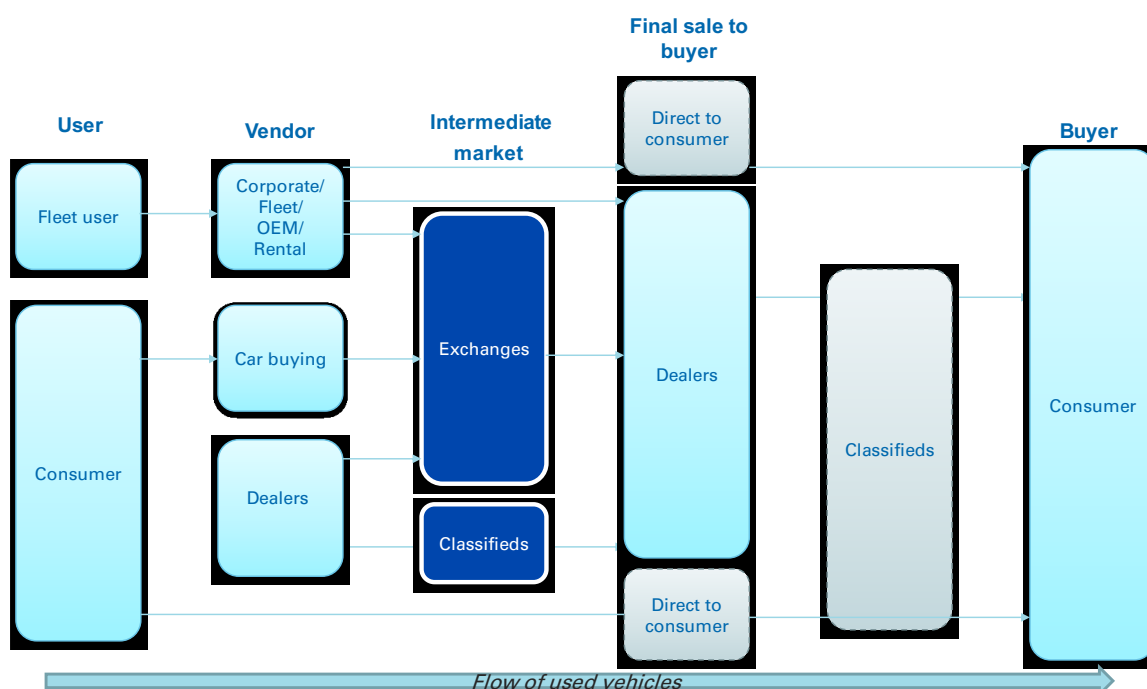 User
Vendor
Intermediate
market
Final sale to
buyer
Buyer
Fleet user
Corporate/
Fleet/
OEM/
Rental
Direct to
consumer
Consumer
Car buying
Dealers
Exchanges
Classifieds
Dealers
Direct to
consumer
Classifieds
Consumer
Flow of used vehicles